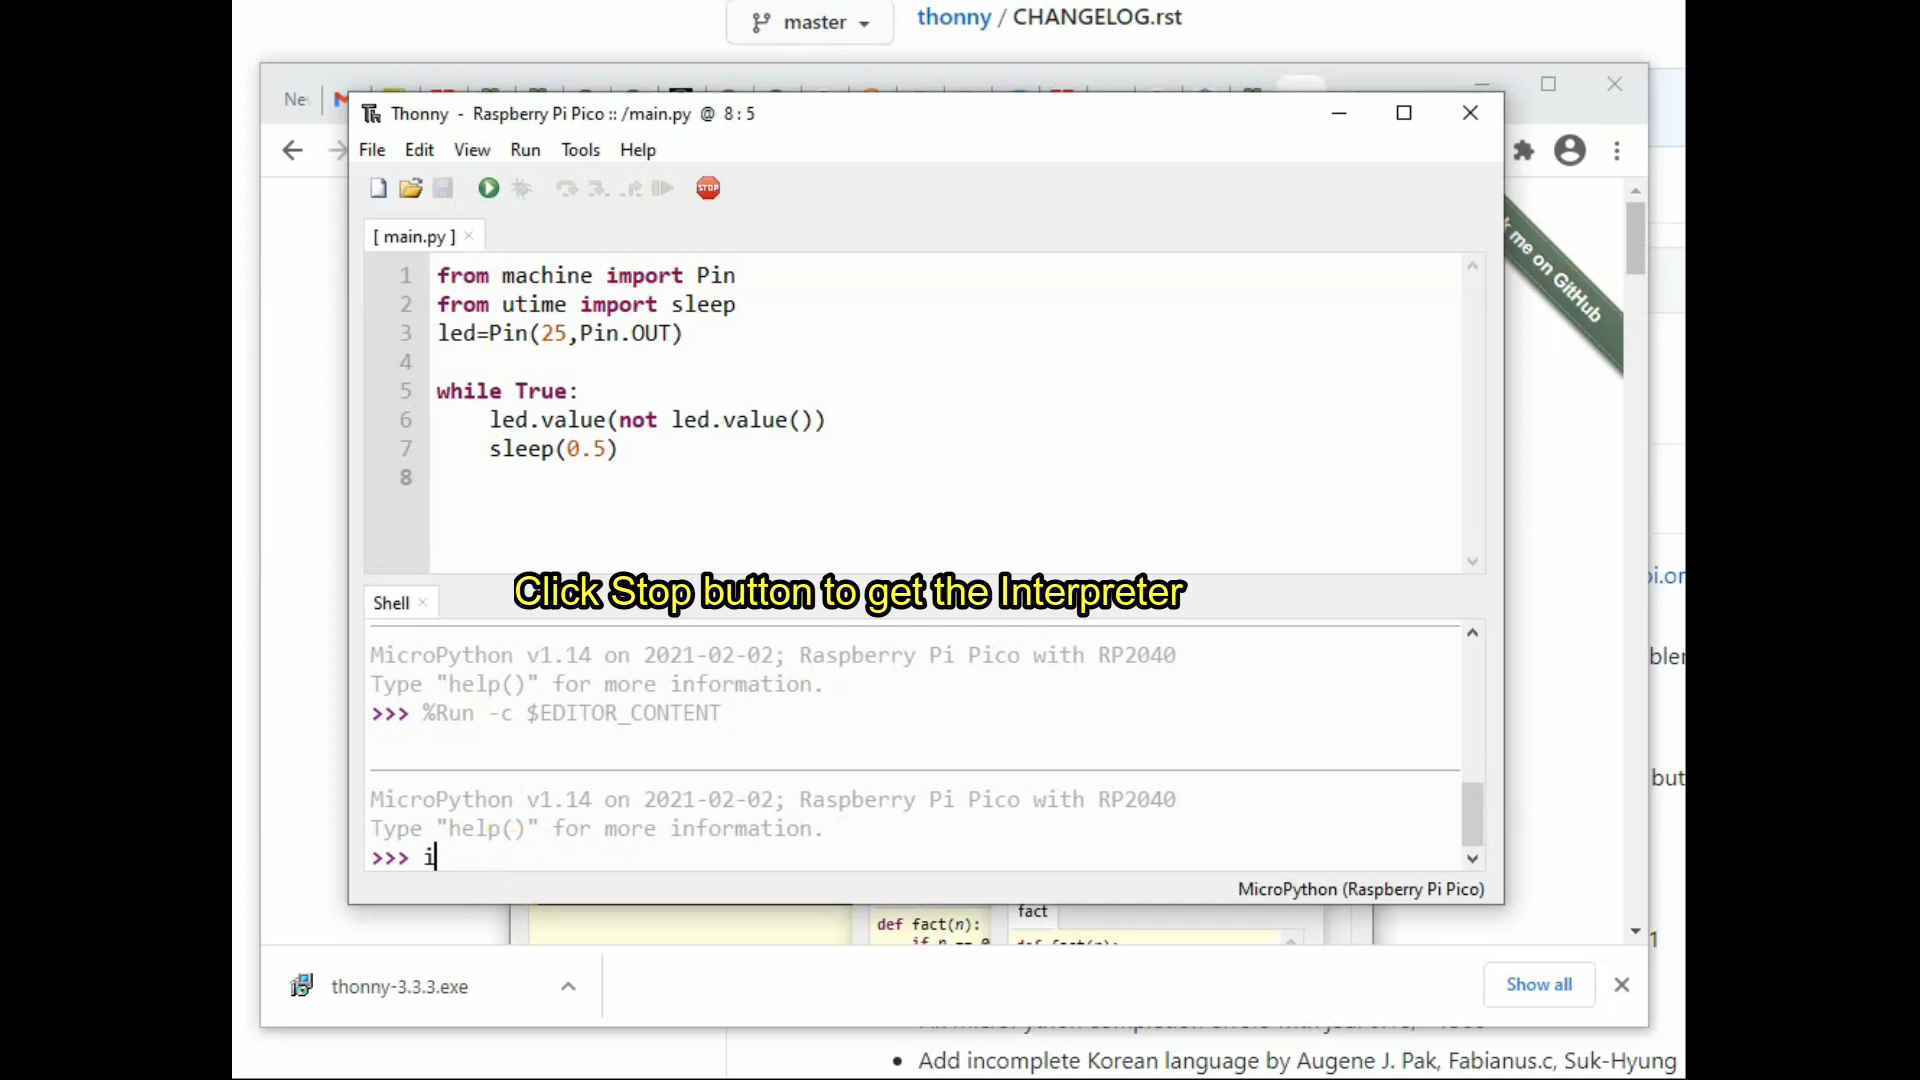 master
thonny / CHANGELOG.rst
Ne
Thonny - Raspberry Pi Pico :: /main.py @ 8 : 5
File Edit View Run Tools Help
STOP
[ main.py ]
me on GitHub
1 from machine import Pin
2 from utime import sleep
3 led=Pin(25,Pin.OUT)
4
5 while True:
6 led.value(not led.value())
7 sleep(0.5)
8
Click Stop button to get the Interpreter
Shell
MicroPython v1.14 on 2021-02-02; Raspberry Pi Pico with RP2040
Type "help()" for more information.
>>> %Run -c $EDITOR_CONTENT
MicroPython v1.14 on 2021-02-02; Raspberry Pi Pico with RP2040
Type "help()" for more information.
>>> i
MicroPython (Raspberry Pi Pico)
fact
def fact(n):
thonny-3.3.3.exe
Show all
Add incomplete Korean language by Augene J. Pak, Fabianus.c, Suk-Hyung